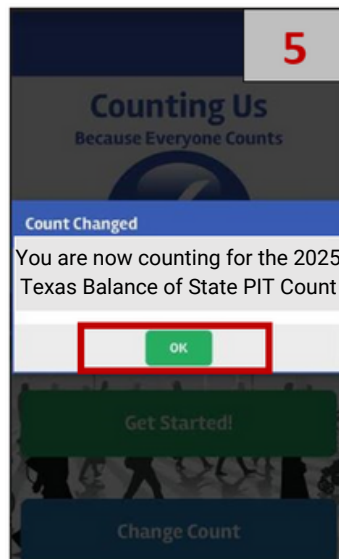 5
Counting Us
Because Everyone Counts
Count Changed
You are now counting for the 2025
Texas Balance of State PIT Count
OK
Get Started!
Change Count